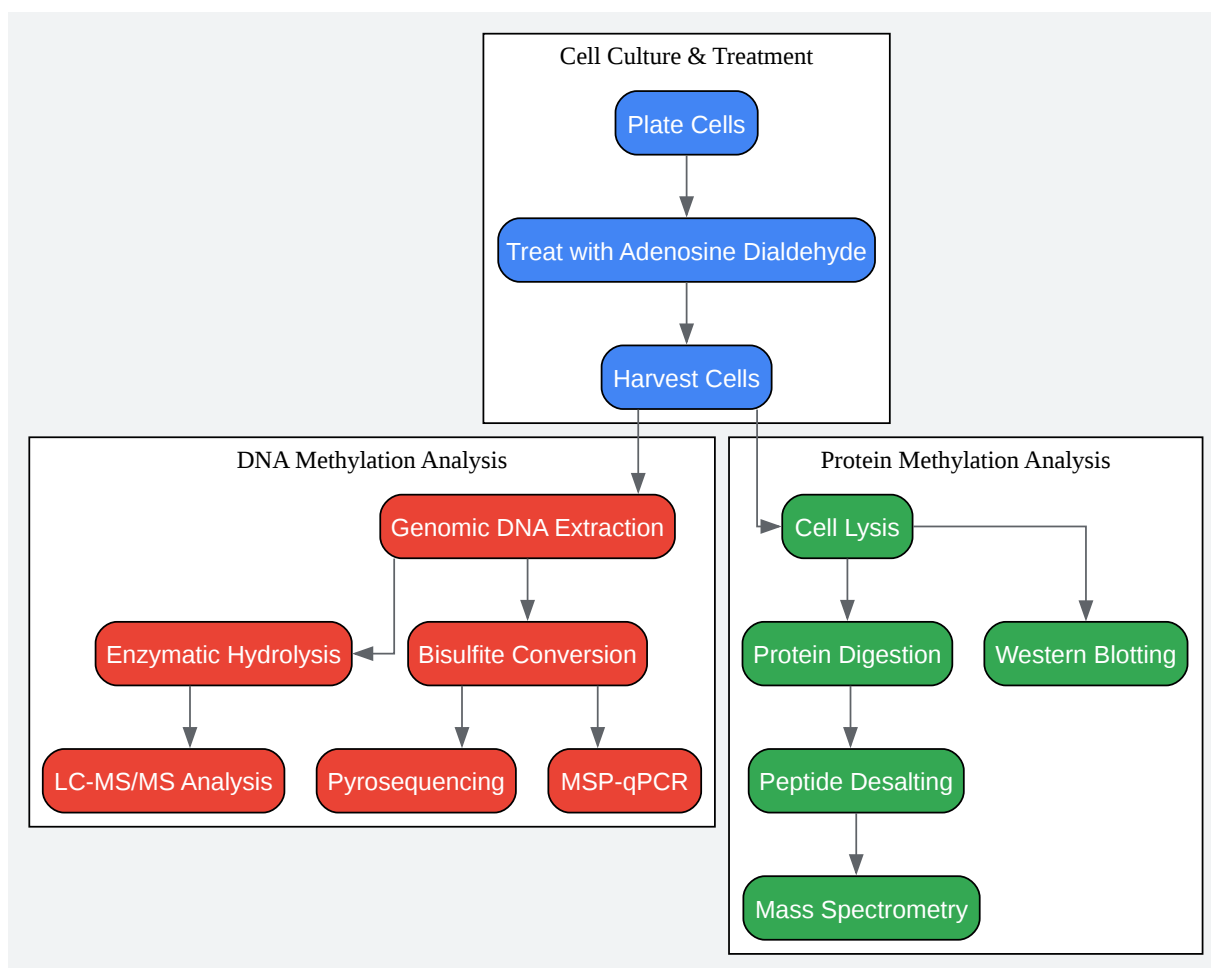 Cell Culture & Treatment
Plate Cells
Treat with Adenosine Dialdehyde
Harvest Cells
DNA Methylation Analysis
Genomic DNA Extraction
Enzymatic Hydrolysis
Bisulfite Conversion
LC-MS/MS Analysis
Pyrosequencing
MSP-qPCR
Protein Methylation Analysis
Cell Lysis
Protein Digestion
Western Blotting
Peptide Desalting
Mass Spectrometry